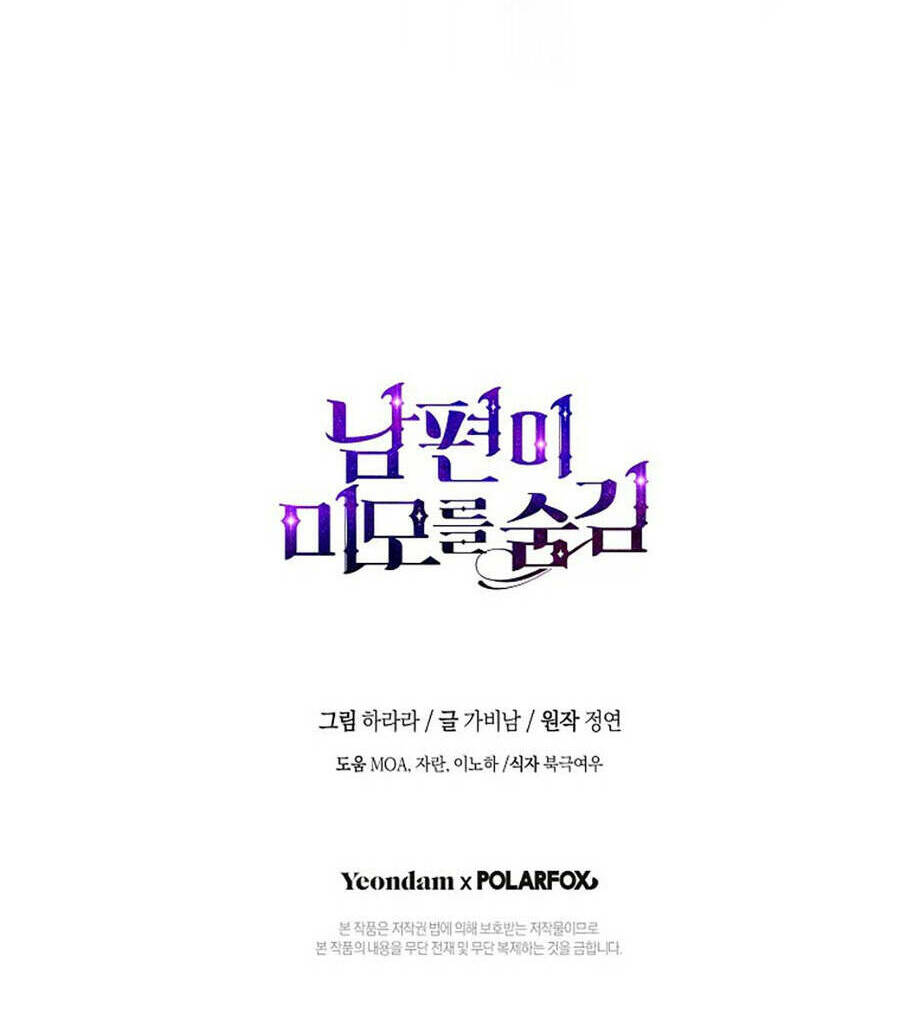 남편이
미모를 숨김
그림 하라라 / 글 가비남 / 원작 정연
도움 MOA, 자란, 이노하 / 식자 북극여우
Yeondam x POLARFOX
본 작품은 저작권 법에 의해 보호받는 저작물이므로
본 작품의 내용을 무단 전재 및 무단 복제하는 것을 금합니다.